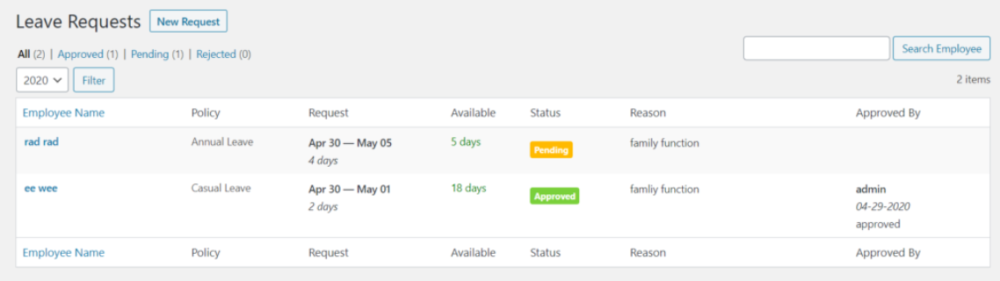 Leave Requests New Request
All (2) | Approved (1) | Pending (1) | Rejected (0)
Search Employee
2020 Filter
2 items
Employee Name Policy Request Available Status Reason Approved By
rad rad Annual Leave Apr 30 — May 05 5 days Pending family function
4 days
ee wee Casual Leave Apr 30 — May 01 18 days Approved famliy function admin
2 days 04-29-2020
approved
Employee Name Policy Request Available Status Reason Approved By